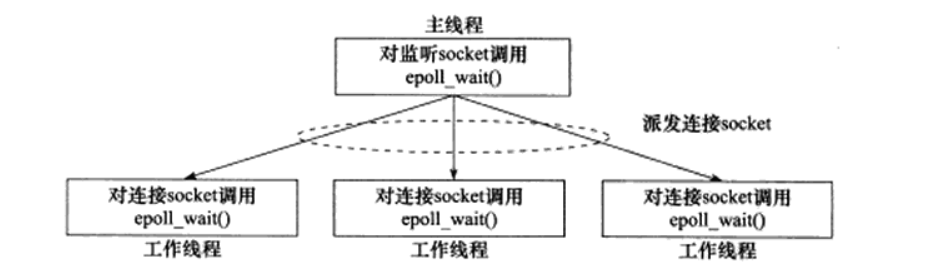 主线程
对监听socket调用
epoll_wait()
派发连接socket
对连接socket调用
epoll_wait()
工作线程
对连接socket调用
epoll_wait()
工作线程
对连接socket调用
epoll_wait()
工作线程